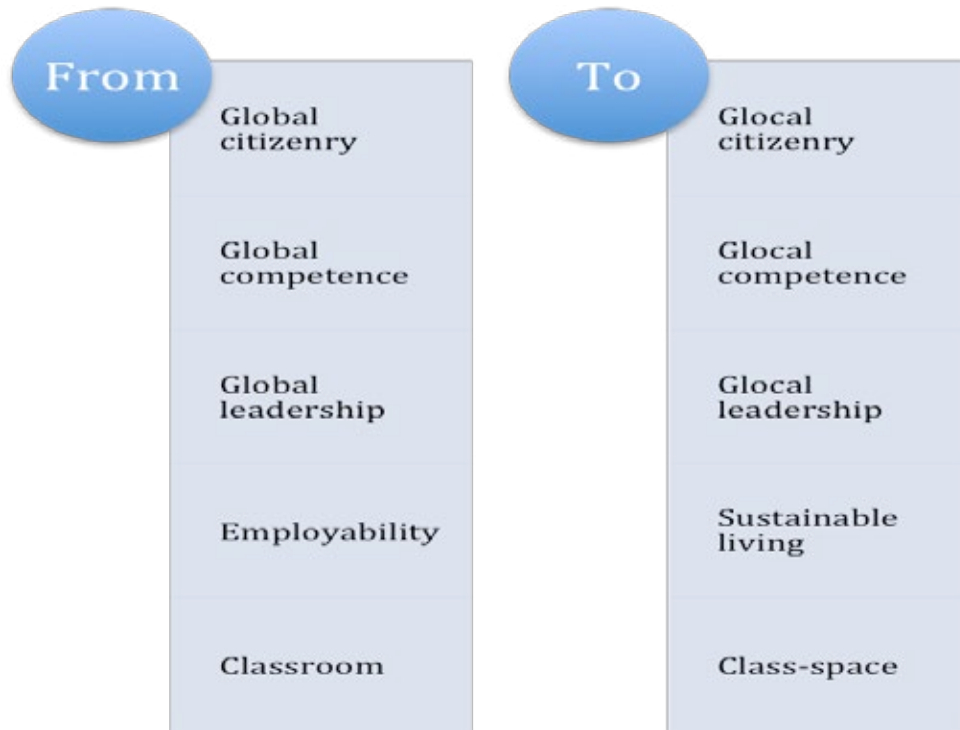 From
Global
citizenry
Global
competence
Global
leadership
Employability
Classroom
To
Glocal
citizenry
Glocal
competence
Glocal
leadership
Sustainable
living
Class-space